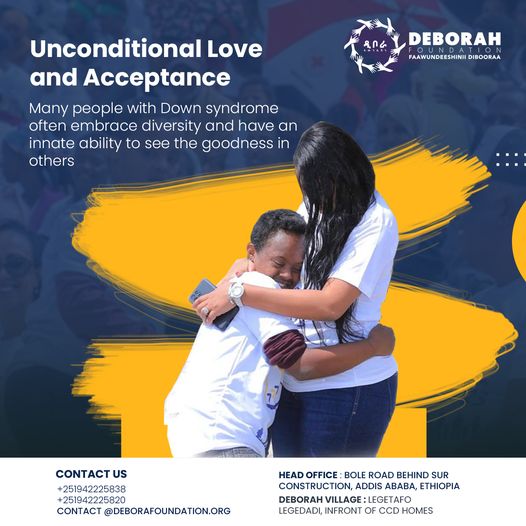 ዲቦራ
DEBORAH
FOUNDATION
FAAWUNDEESHINII DIBOORAA
Unconditional Love
and Acceptance
Many people with Down syndrome
often embrace diversity and have an
innate ability to see the goodness in
others
CONTACT US
+251942225838
+251942225820
CONTACT @DEBORAFOUNDATION.ORG
HEAD OFFICE : BOLE ROAD BEHIND SUR
CONSTRUCTION, ADDIS ABABA, ETHIOPIA
DEBORAH VILLAGE : LEGETAFO
LEGEDADI, INFRONT OF CCD HOMES